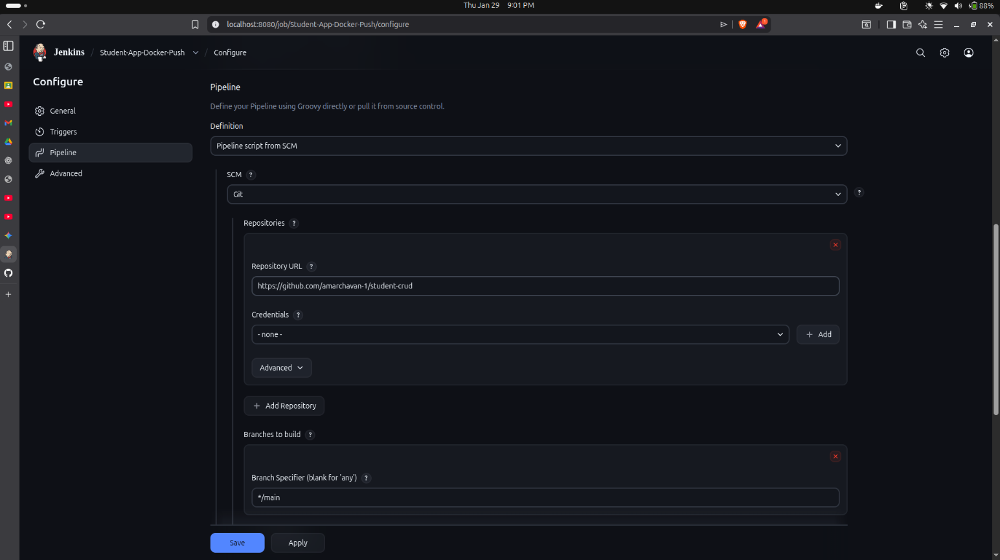 Thu Jan 29 9:01 PM
88%
localhost:8080/job/Student-App-Docker-Push/configure
1
Jenkins / Student-App-Docker-Push / Configure
Configure
General
Triggers
Pipeline
Advanced
Pipeline
Define your Pipeline using Groovy directly or pull it from source control.
Definition
Pipeline script from SCM
SCM ?
Git
?
Repositories ?
Repository URL ?
https://github.com/amarchavan-1/student-crud
Credentials ?
- none -
+ Add
Advanced
+ Add Repository
Branches to build ?
Branch Specifier (blank for 'any') ?
*/main
Save
Apply